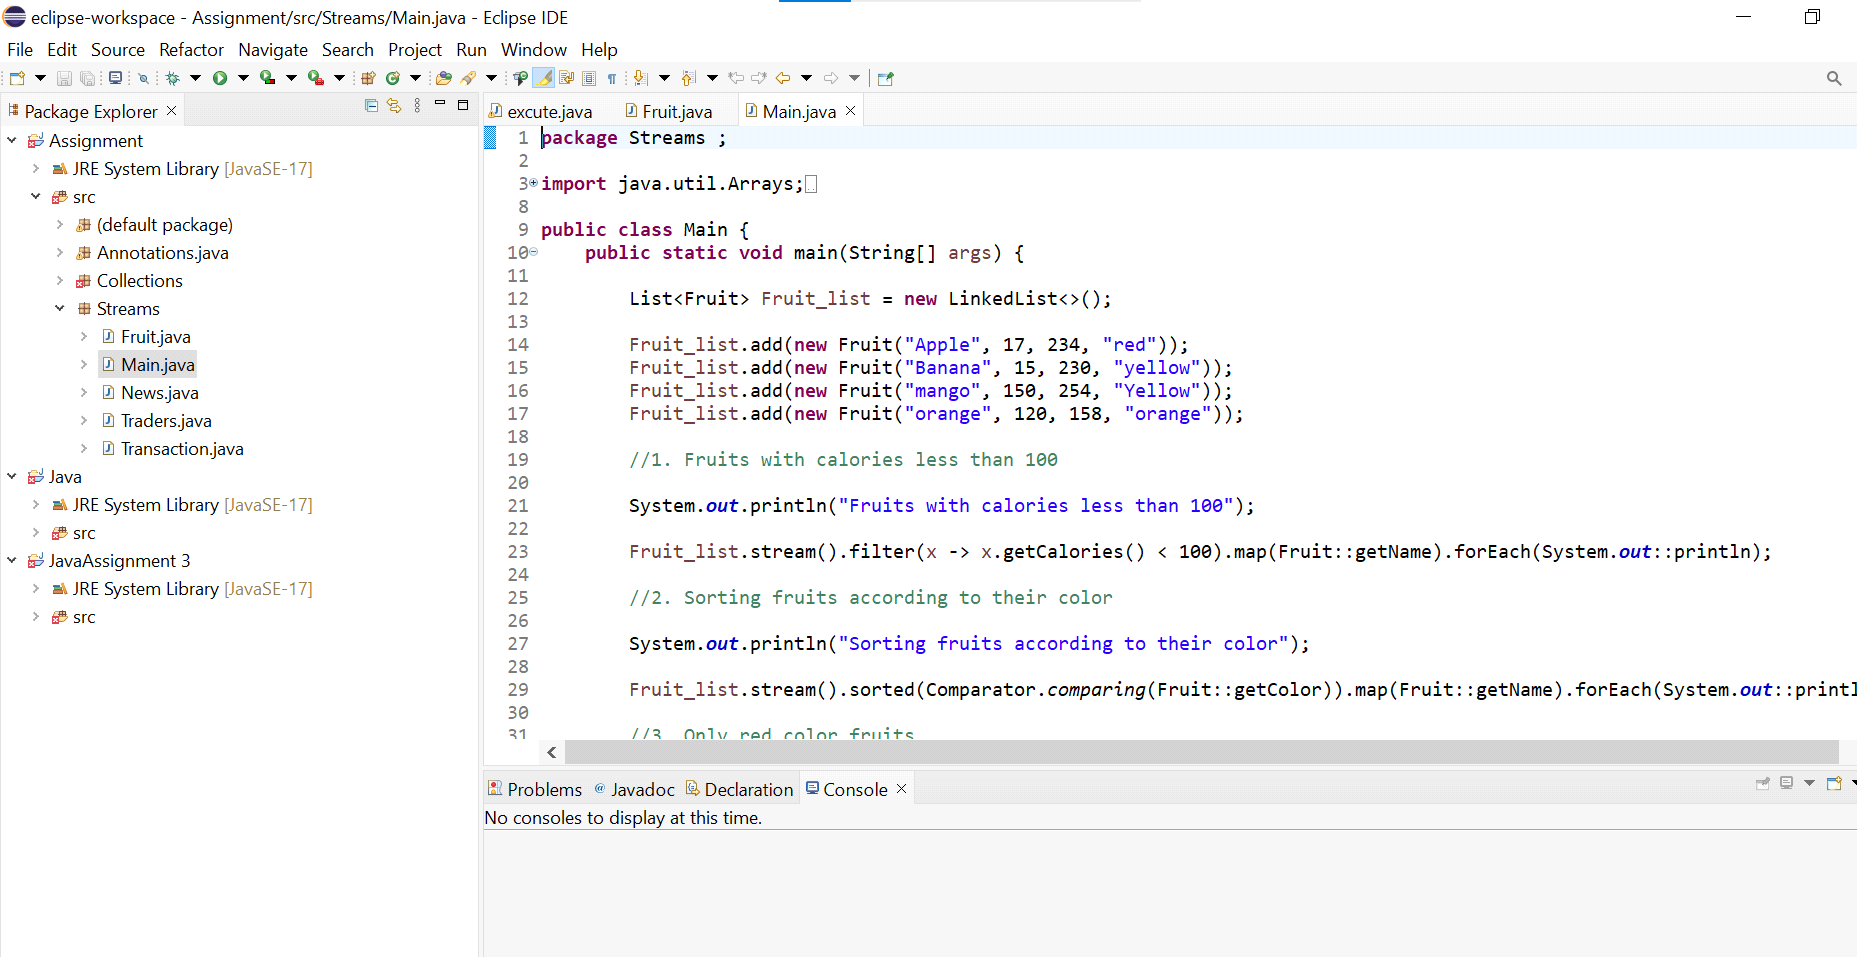 eclipse-workspace - Assignment/src/Streams/Main.java - Eclipse IDE
File Edit Source Refactor Navigate Search Project Run Window Help
Package Explorer
Assignment
JRE System Library [JavaSE-17]
src
(default package)
Annotations.java
Collections
Streams
Fruit.java
Main.java
News.java
Traders.java
Transaction.java
Java
JRE System Library [JavaSE-17]
src
JavaAssignment 3
JRE System Library [JavaSE-17]
src
excute.java Fruit.java Main.java
1 package Streams ;
2
3 import java.util.Arrays;
8
9 public class Main {
10 public static void main(String[] args) {
11
12 List<Fruit> Fruit_list = new LinkedList<>();
13
14 Fruit_list.add(new Fruit("Apple", 17, 234, "red"));
15 Fruit_list.add(new Fruit("Banana", 15, 230, "yellow"));
16 Fruit_list.add(new Fruit("mango", 150, 254, "Yellow"));
17 Fruit_list.add(new Fruit("orange", 120, 158, "orange"));
18
19 //1. Fruits with calories less than 100
20
21 System.out.println("Fruits with calories less than 100");
22
23 Fruit_list.stream().filter(x -> x.getCalories() < 100).map(Fruit::getName).forEach(System.out::println);
24
25 //2. Sorting fruits according to their color
26
27 System.out.println("Sorting fruits according to their color");
28
29 Fruit_list.stream().sorted(Comparator.comparing(Fruit::getColor)).map(Fruit::getName).forEach(System.out::printl
30
31 //3. Only red color fruits
Problems Javadoc Declaration Console
No consoles to display at this time.